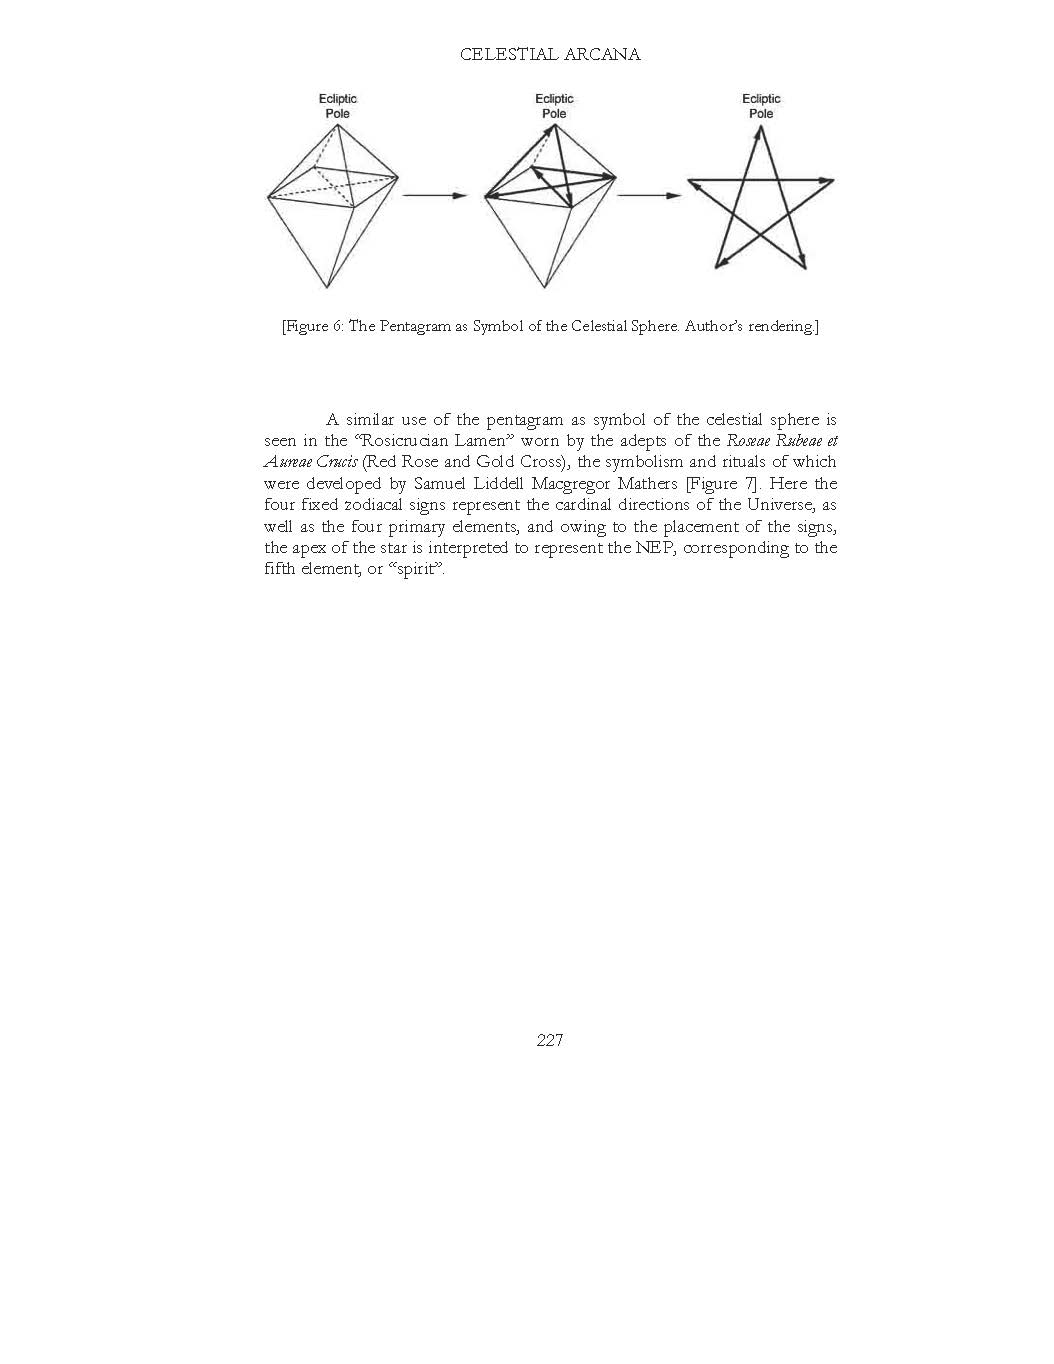 CELESTIAL ARCANA
Ecliptic
Pole
Ecliptic
Pole
Ecliptic
Pole
[Figure 6: The Pentagram as Symbol of the Celestial Sphere. Author’s rendering.]
A similar use of the pentagram as symbol of the celestial sphere is
seen in the “Rosicrucian Lamen” worn by the adepts of the Roseae Rubeae et
Aureae Crucis (Red Rose and Gold Cross), the symbolism and rituals of which
were developed by Samuel Liddell Macgregor Mathers [Figure 7]. Here the
four fixed zodiacal signs represent the cardinal directions of the Universe, as
well as the four primary elements, and owing to the placement of the signs,
the apex of the star is interpreted to represent the NEP, corresponding to the
fifth element, or “spirit”.
227